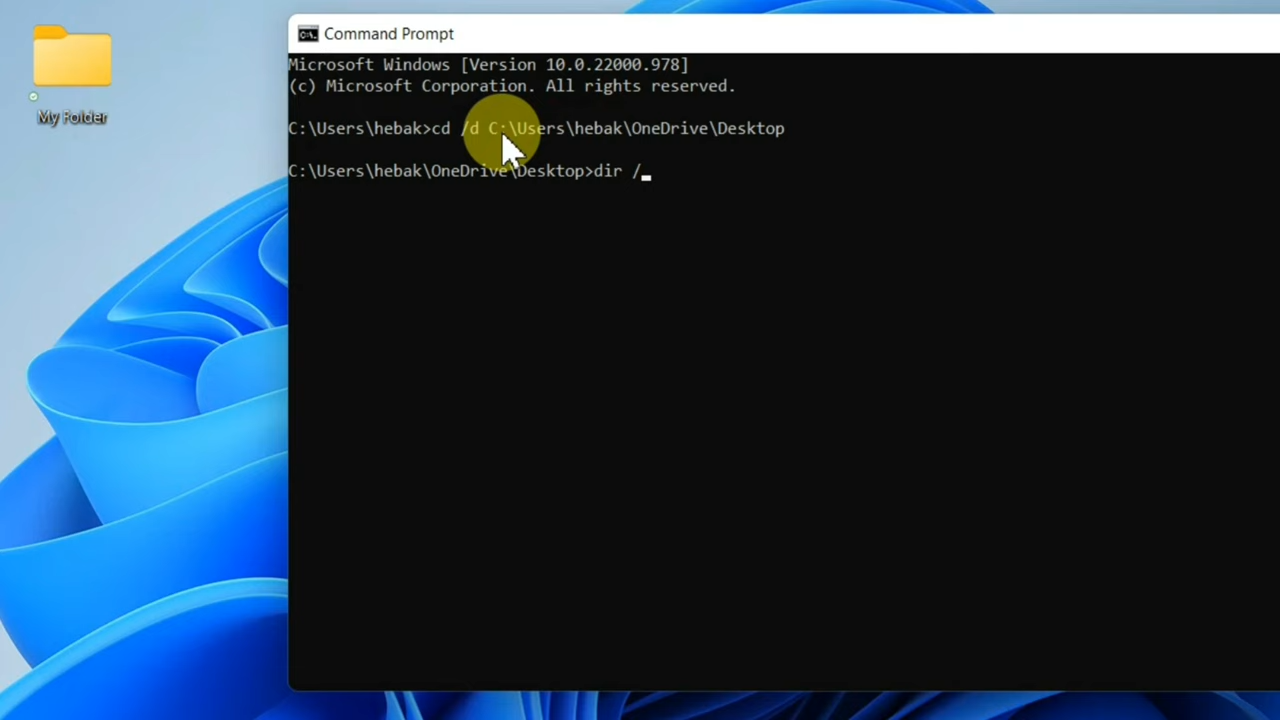 Command Prompt
Microsoft Windows [Version 10.0.22000.978]
(c) Microsoft Corporation. All rights reserved.
C:\Users\hebak>cd /d C:\Users\hebak\OneDrive\Desktop
C:\Users\hebak\OneDrive\Desktop>dir /
My Folder